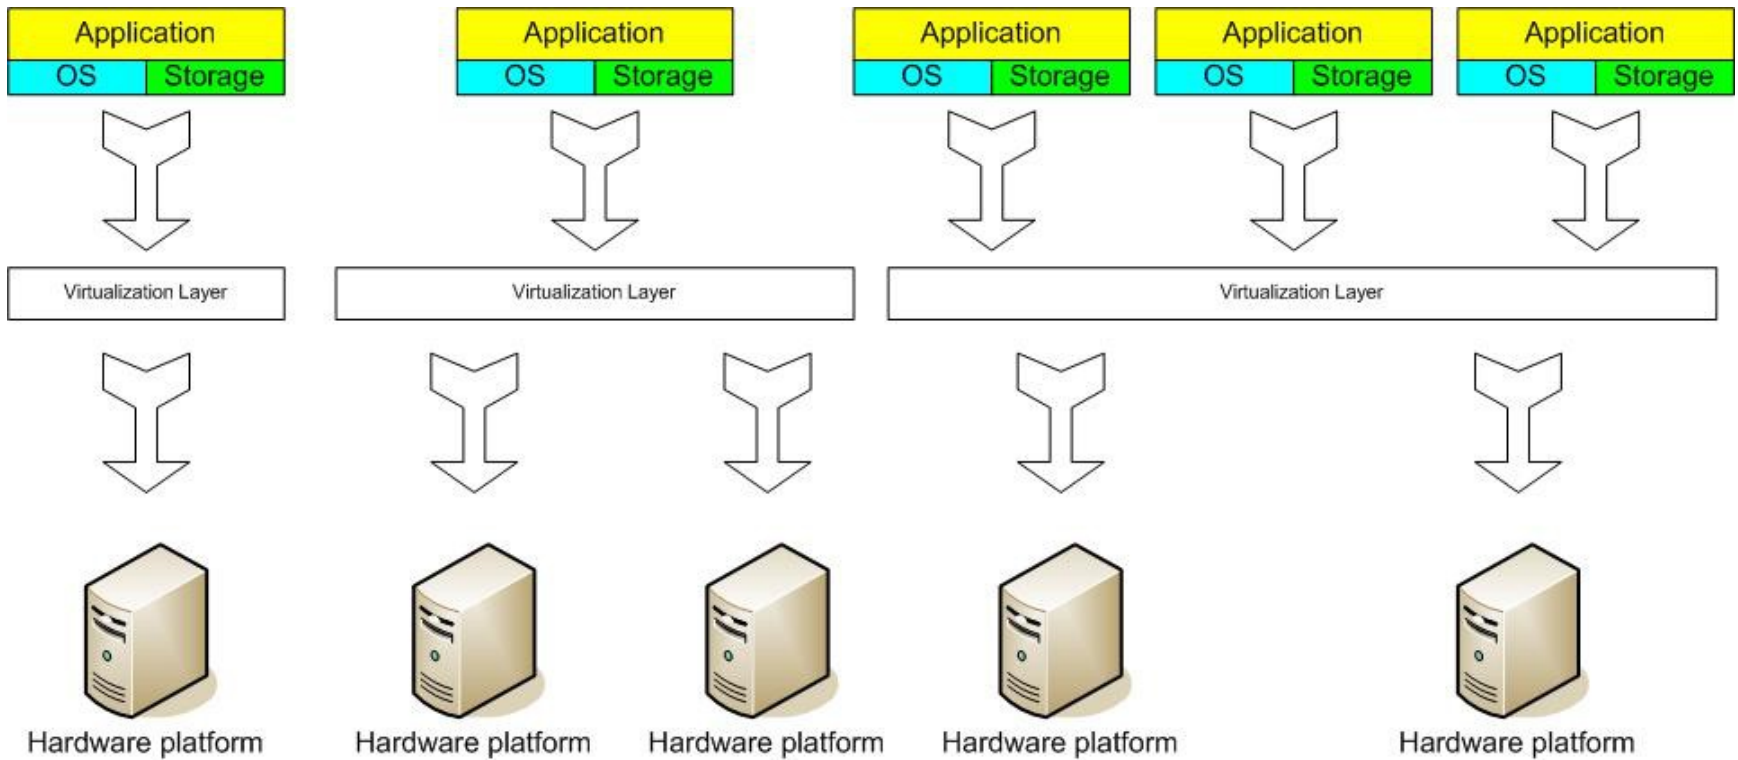 Application Application Application Application Application
OS Storage OS Storage OS Storage OS Storage OS Storage
Virtualization Layer Virtualization Layer Virtualization Layer
Hardware platform Hardware platform Hardware platform Hardware platform Hardware platform